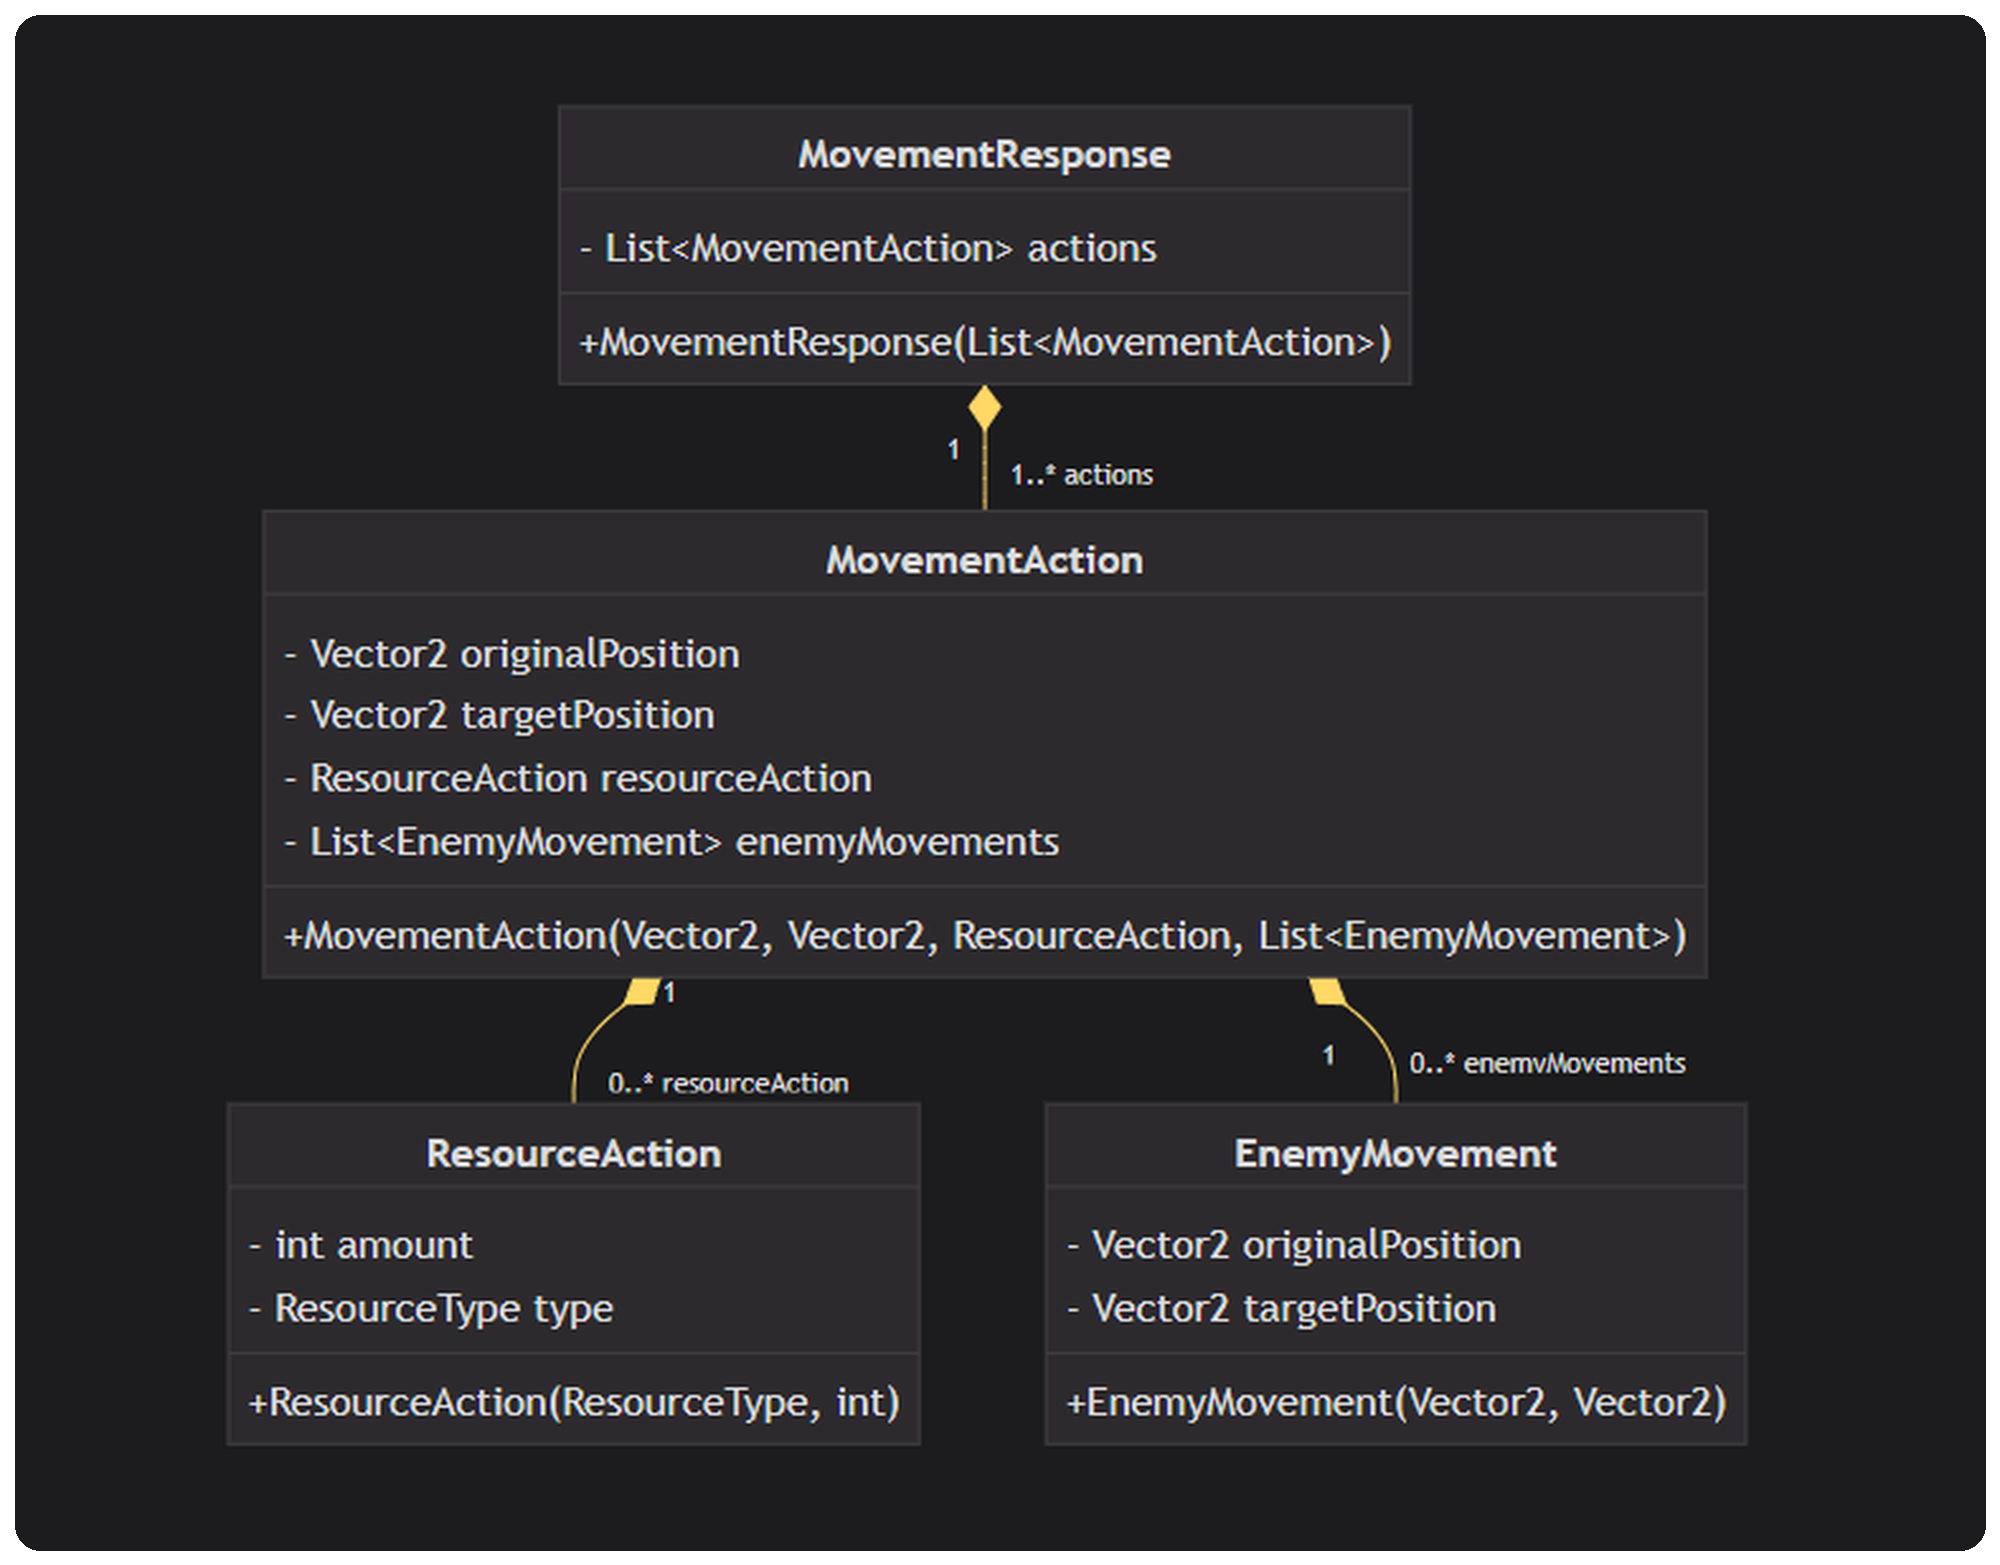 MovementResponse
- List<MovementAction> actions
+MovementResponse(List<MovementAction>)
1
1..* actions
MovementAction
- Vector2 originalPosition
- Vector2 targetPosition
- ResourceAction resourceAction
- List<EnemyMovement> enemyMovements
+MovementAction(Vector2, Vector2, ResourceAction, List<EnemyMovement>)
1
0..* resourceAction
1
0..* enemyMovements
ResourceAction
- int amount
- ResourceType type
+ResourceAction(ResourceType, int)
EnemyMovement
- Vector2 originalPosition
- Vector2 targetPosition
+EnemyMovement(Vector2, Vector2)